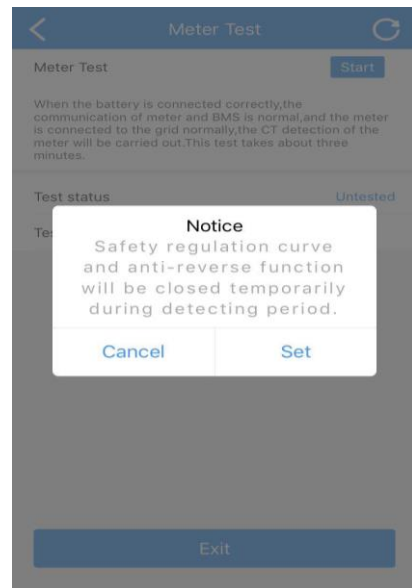 Meter Test
Meter Test
Start
When the battery is connected correctly,the
communication of meter and BMS is normal,and the meter
is connected to the grid normally,the CT detection of the
meter will be carried out.This test takes about three
minutes.
Test status
Untested
Notice
Safety regulation curve
and anti-reverse function
will be closed temporarily
during detecting period.
Cancel
Set
Exit